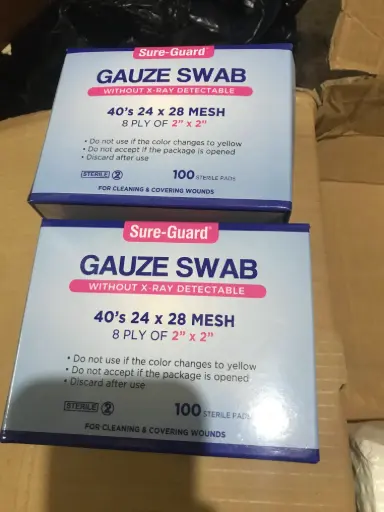 Sure-Guard
GAUZE SWAB
WITHOUT X-RAY DETECTABLE
40's 24 x 28 MESH
8 PLY OF 2" x 2"
• Do not use if the color changes to yellow
• Do not accept if the package is opened
• Discard after use
STERILE 2 100 STERILE PADS
FOR CLEANING & COVERING WOUNDS
Sure-Guard
GAUZE SWAB
WITHOUT X-RAY DETECTABLE
40's 24 x 28 MESH
8 PLY OF 2" x 2"
• Do not use if the color changes to yellow
• Do not accept if the package is opened
• Discard after use
STERILE 2 100 STERILE PADS
FOR CLEANING & COVERING WOUNDS